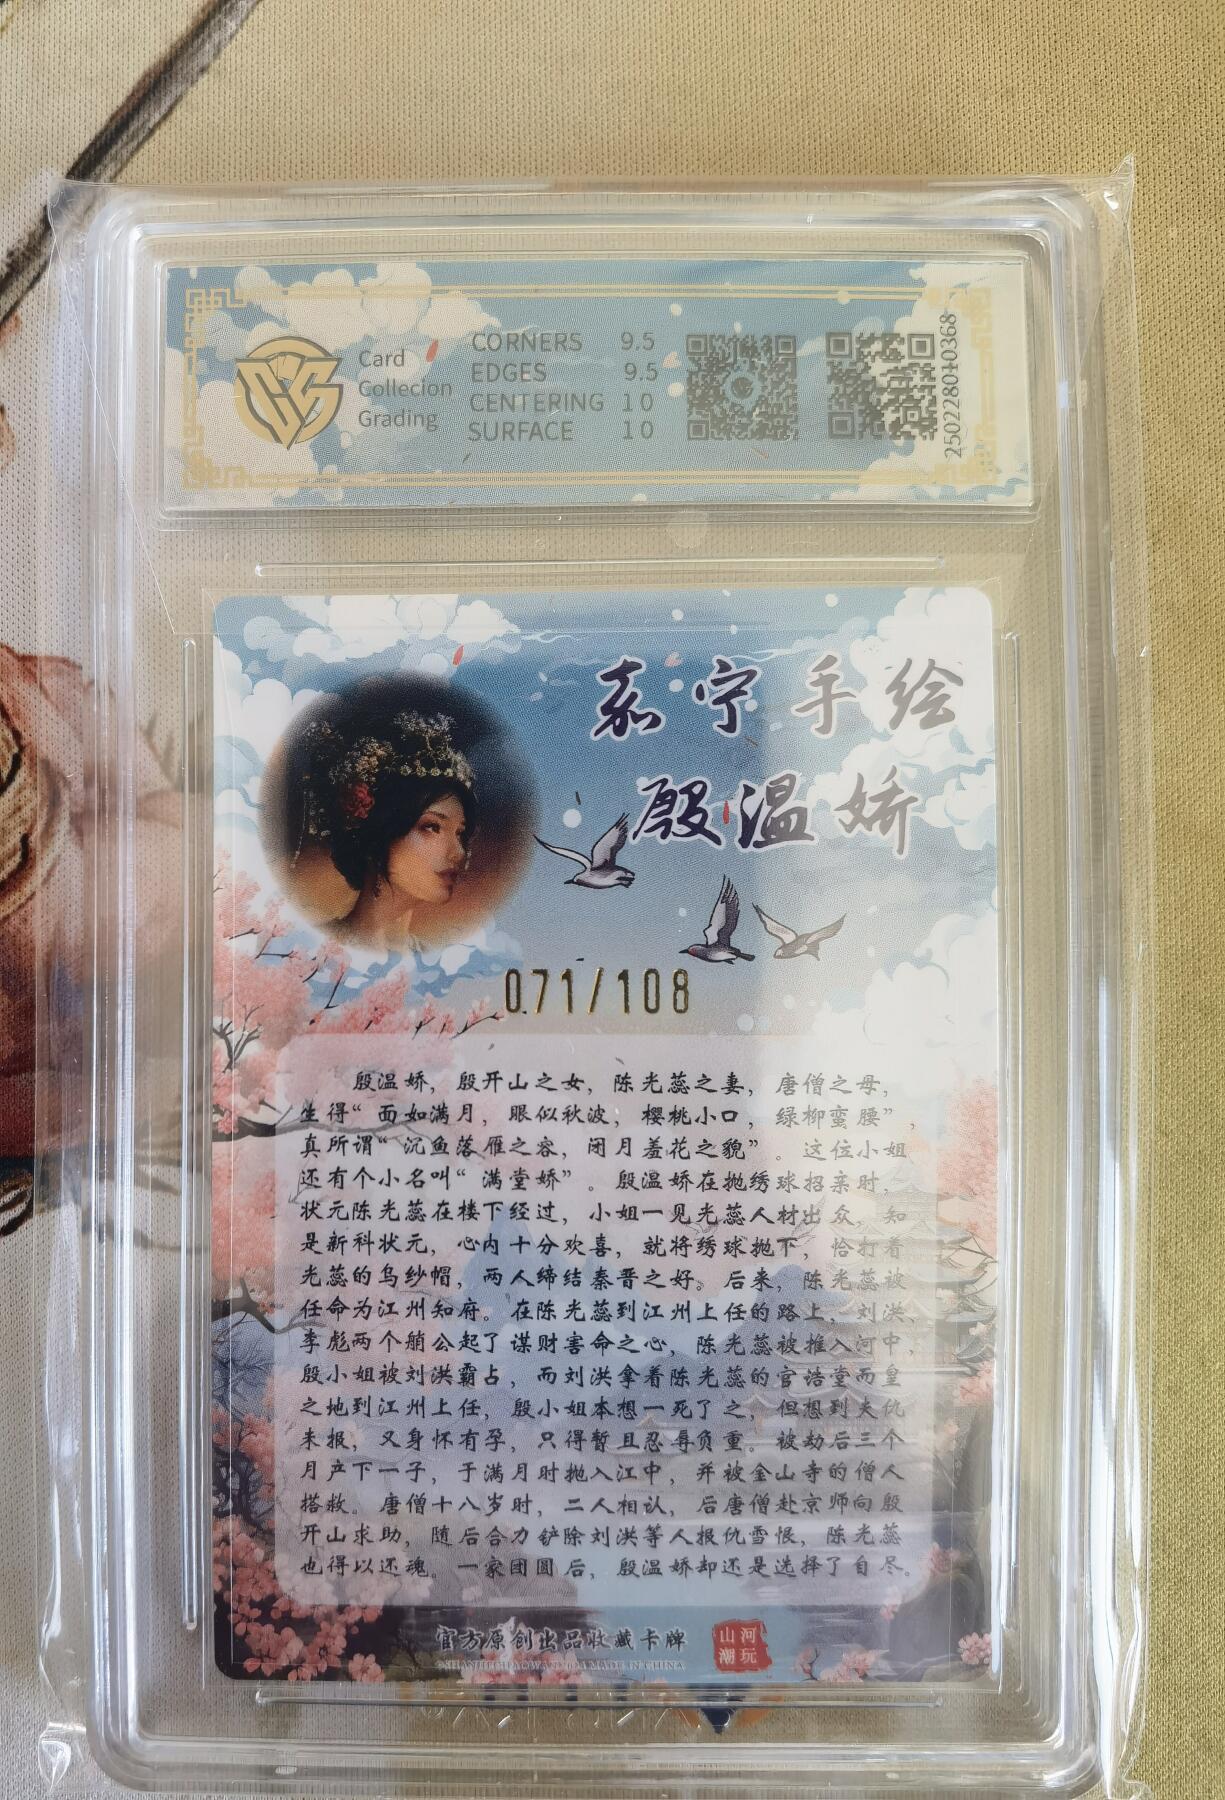 Card
Collecion
Grading
CORNERS 9.5
EDGES 9.5
CENTERING 10
SURFACE 10
2502280110368
嘉宁手绘
殷温娇
071/108
殷温娇，殷开山之女，陈光蕊之妻，唐僧之母，
生得“面如满月，眼似秋波，樱桃小口，绿柳蛮腰”，
真所谓“沉鱼落雁之容，闭月羞花之貌”。这位小姐
还有个小名叫“满堂娇”。殷温娇在抛绣球招亲时，
状元陈光蕊在楼下经过，小姐一见光蕊人材出众，知
是新科状元，心内十分欢喜，就将绣球抛下，恰打着
光蕊的乌纱帽，两人缔结秦晋之好。后来，陈光蕊被
任命为江州知府。在陈光蕊到江州上任的路上，刘洪、
李彪两个艄公起了谋财害命之心，陈光蕊被推入河中，
殷小姐被刘洪霸占，而刘洪拿着陈光蕊的官诰堂而皇
之地到江州上任，殷小姐本想一死了之，但想到夫仇
未报，又身怀有孕，只得暂且忍辱负重。被劫后三个
月产下一子，于满月时抛入江中，并被金山寺的僧人
搭救。唐僧十八岁时，二人相认，后唐僧赴京师向殷
开山求助，随后合力铲除刘洪等人报仇雪恨，陈光蕊
也得以还魂。一家团圆后，殷温娇却还是选择了自尽。
官方原创出品收藏卡牌
山河
潮玩